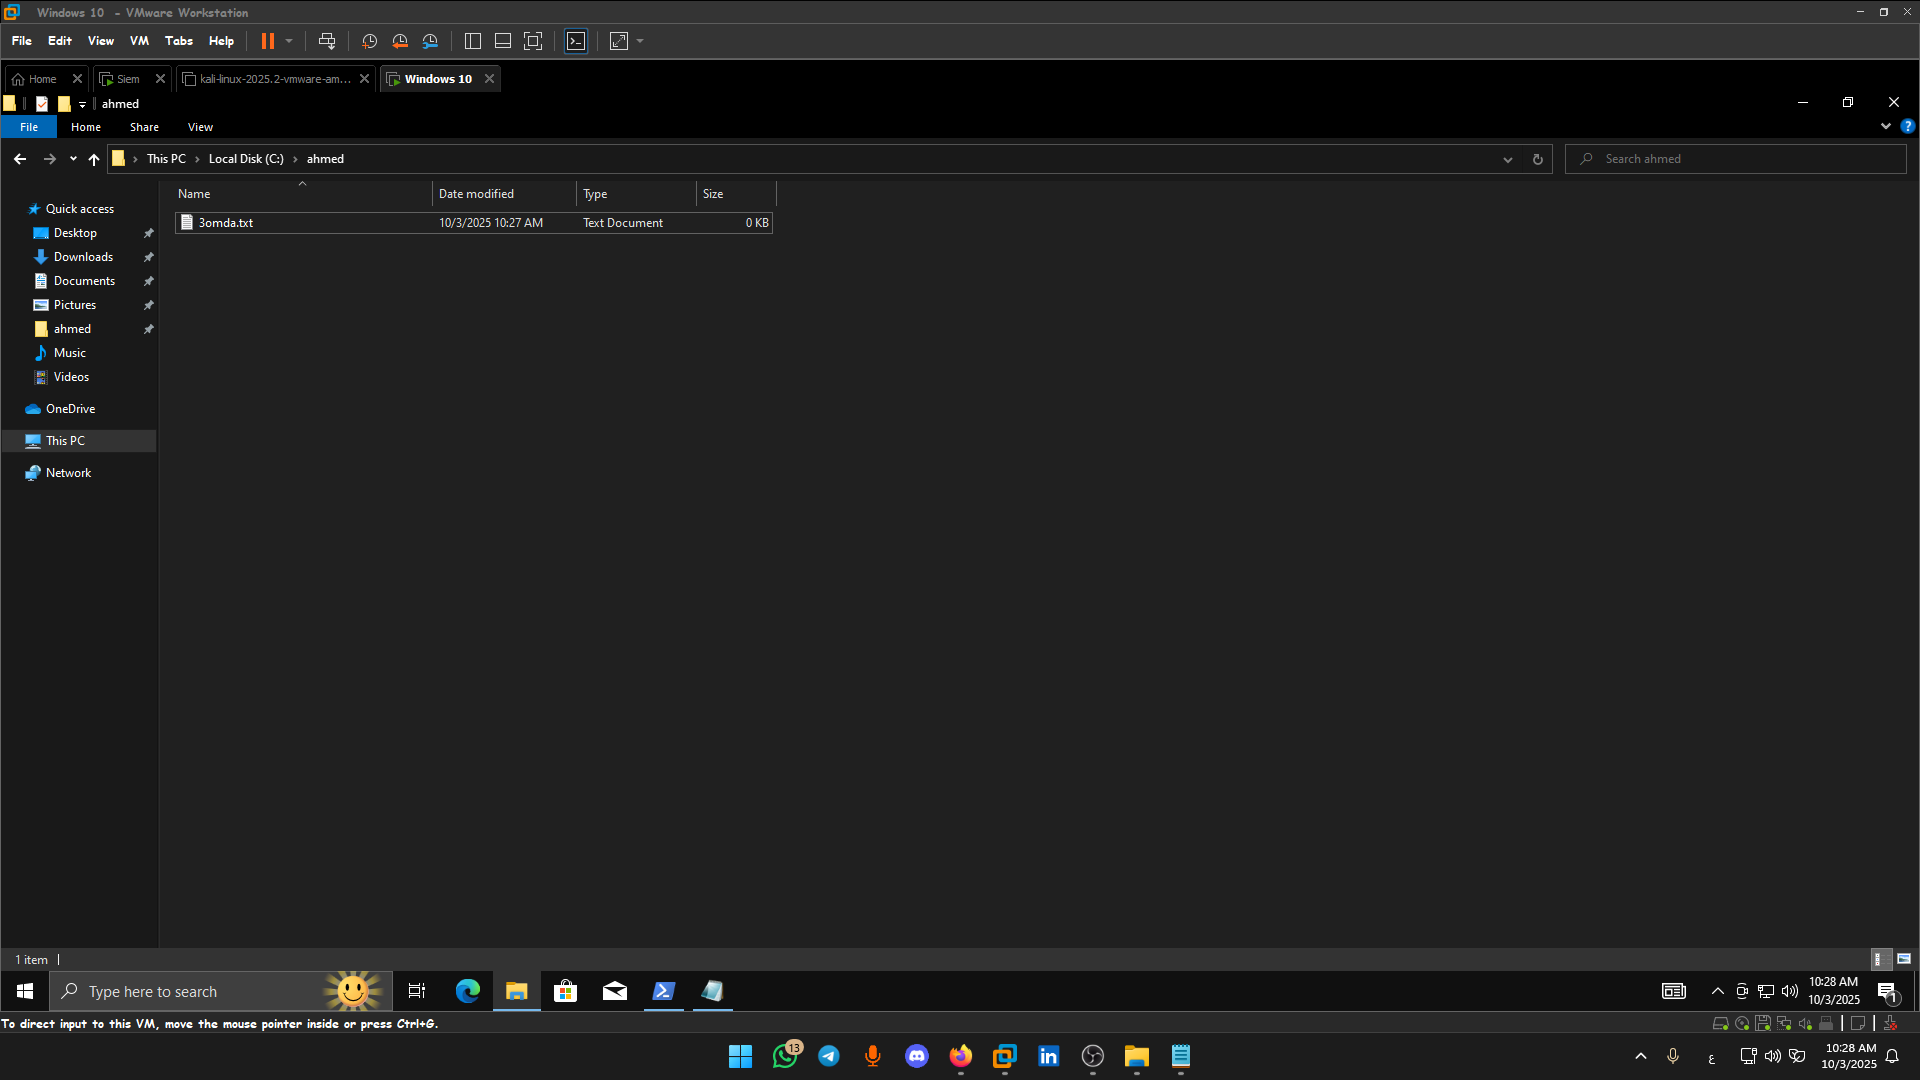 Windows 10 - VMware Workstation
File Edit View VM Tabs Help
Home Siem kali-linux-2025.2-vmware-am... Windows 10
ahmed
File Home Share View
This PC Local Disk (C:) ahmed Search ahmed
Name Date modified Type Size
3omda.txt 10/3/2025 10:27 AM Text Document 0 KB
Quick access
Desktop
Downloads
Documents
Pictures
ahmed
Music
Videos
OneDrive
This PC
Network
1 item
Type here to search
10:28 AM
10/3/2025
1
To direct input to this VM, move the mouse pointer inside or press Ctrl+G.
13
ع
10:28 AM
10/3/2025